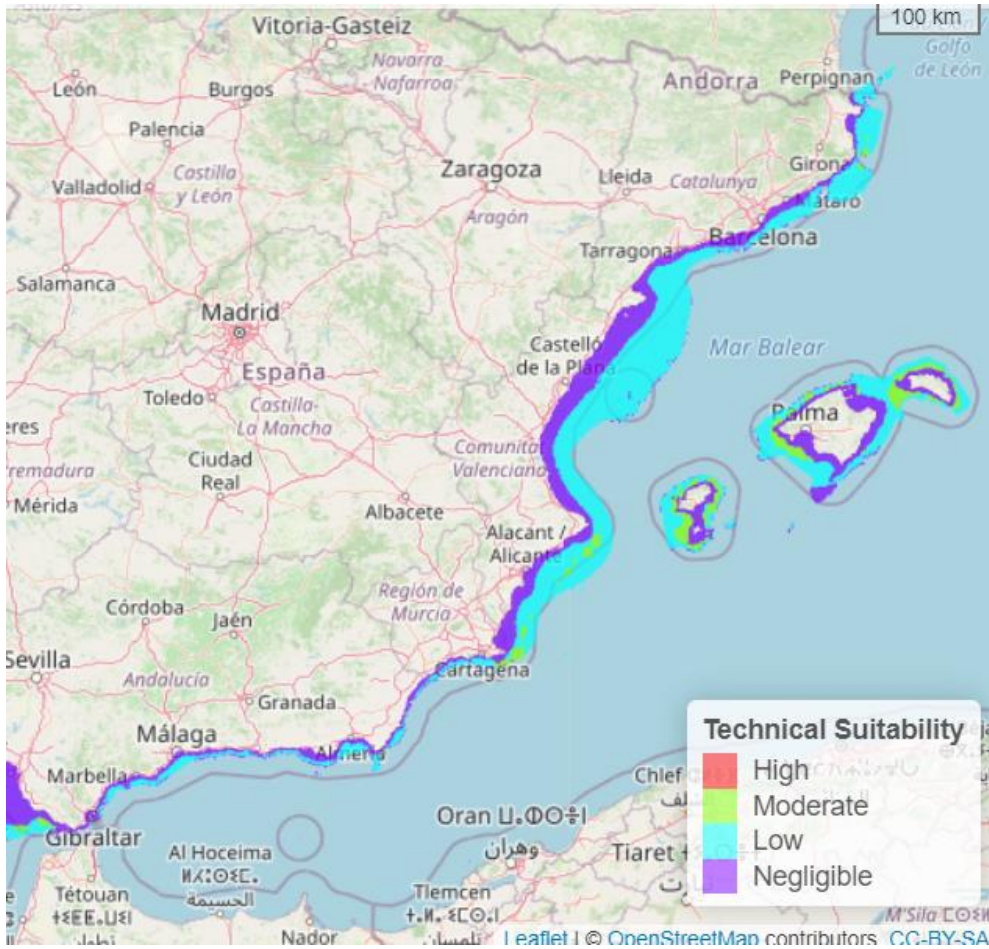 100 km
Vitoria-Gasteiz
Golfo
de León
León
Burgos
Navarra
- Nafarroa
Andorra
Perpignan
Palencia
Valladolid
Castilla
y León
Zaragoza
Lleida
Catalunya
Girona
Mataró
Aragón
Barcelona
Tarragona
Salamanca
Madrid
España
Castelló
de la Plana
Mar Balear
Toledo
Castilla-
La Mancha
Palma
Ciudad
Real
Comunitat
Valenciana
Mérida
Albacete
Alacant /
Alicante
Región de
Murcia
Córdoba
Jaén
Sevilla
Andalucía
Cartagena
Granada
Málaga
Almería
Marbella
Gibraltar
Technical Suitability
High
Moderate
Low
Negligible
Chlef
Oran
وهران
Tiaret
Al Hoceima
الحسيمة
Tétouan
Tlemcen
تلمسان
Nador
M'Sila
Leaflet | © OpenStreetMap contributors, CC-BY-SA